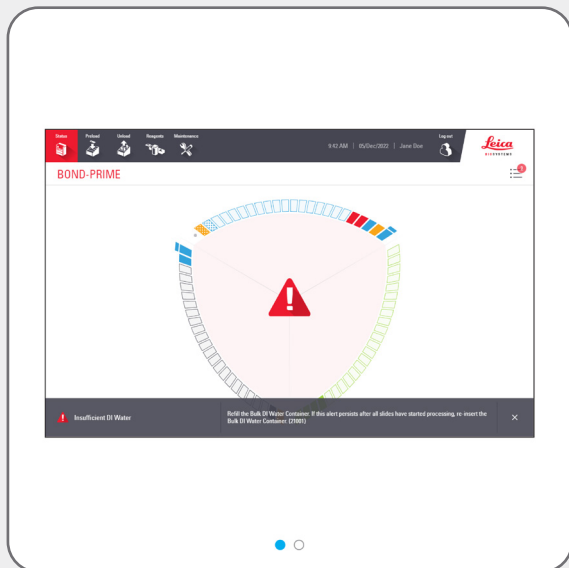 Status Preload Unload Reagents Maintenance
9:42 AM | 05/Dec/2022 | Jane Doe
Log out
Leica
BIOSYSTEMS
BOND-PRIME
3
Insufficient DI Water
Refill the Bulk DI Water Container. If this alert persists after all slides have started processing, re-insert the
Bulk DI Water Container. (21001)